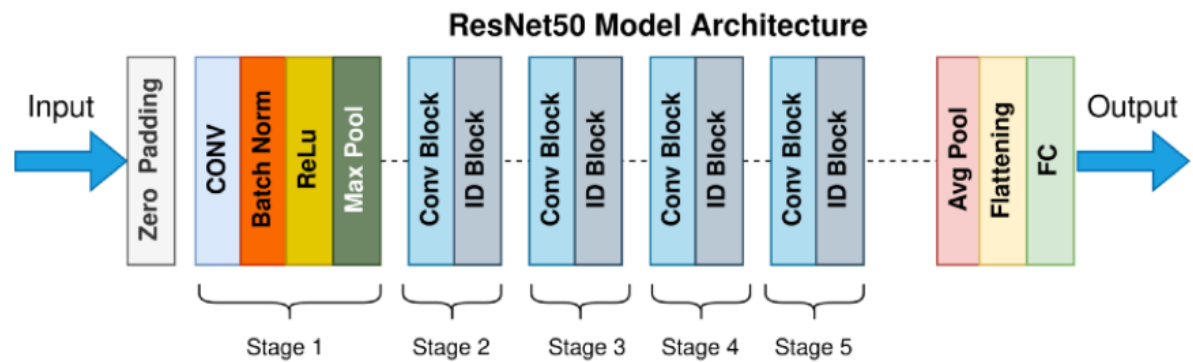 ResNet50 Model Architecture
Input
Zero Padding
CONV
Batch Norm
ReLu
Max Pool
Conv Block
ID Block
Conv Block
ID Block
Conv Block
ID Block
Conv Block
ID Block
Avg Pool
Flattening
FC
Output
Stage 1
Stage 2
Stage 3
Stage 4
Stage 5